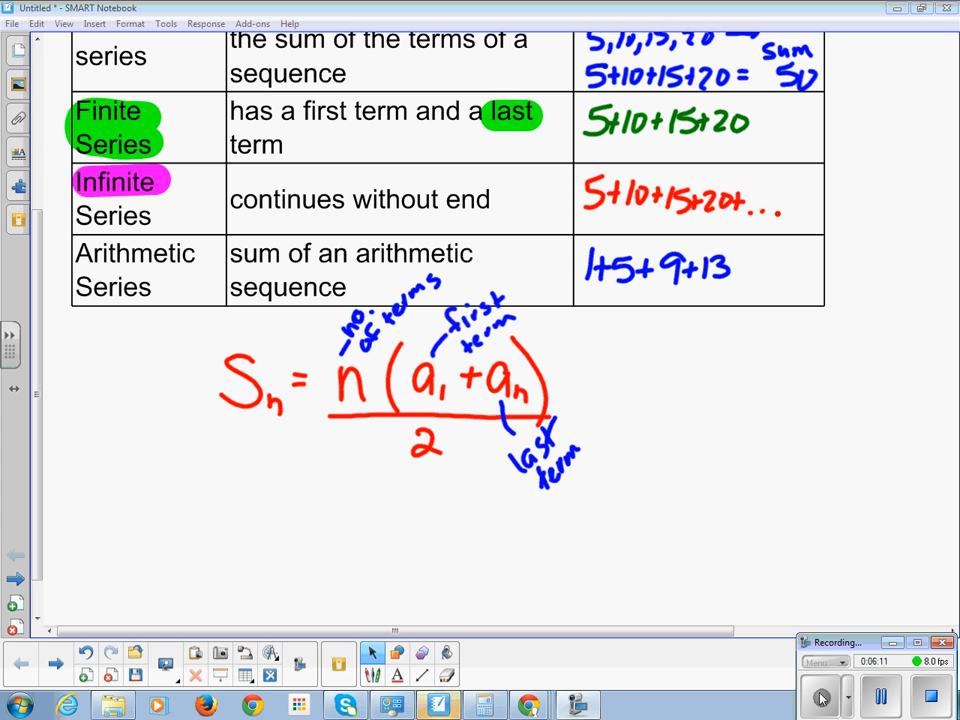 Untitled * - SMART Notebook
File Edit View Insert Format Tools Response Add-ons Help
series
the sum of the terms of a
sequence
5,10,15,20 →
sum
5+10+15+20 = 50
Finite
Series
has a first term and a last
term
5+10+15+20
Infinite
Series
continues without end
5+10+15+20+...
Arithmetic
Series
sum of an arithmetic
sequence
1+5+9+13
no.
of terms
first
term
Sn = n (a1 + an)
2
last
term
Recording...
Menu
0:06:11
8.0 fps